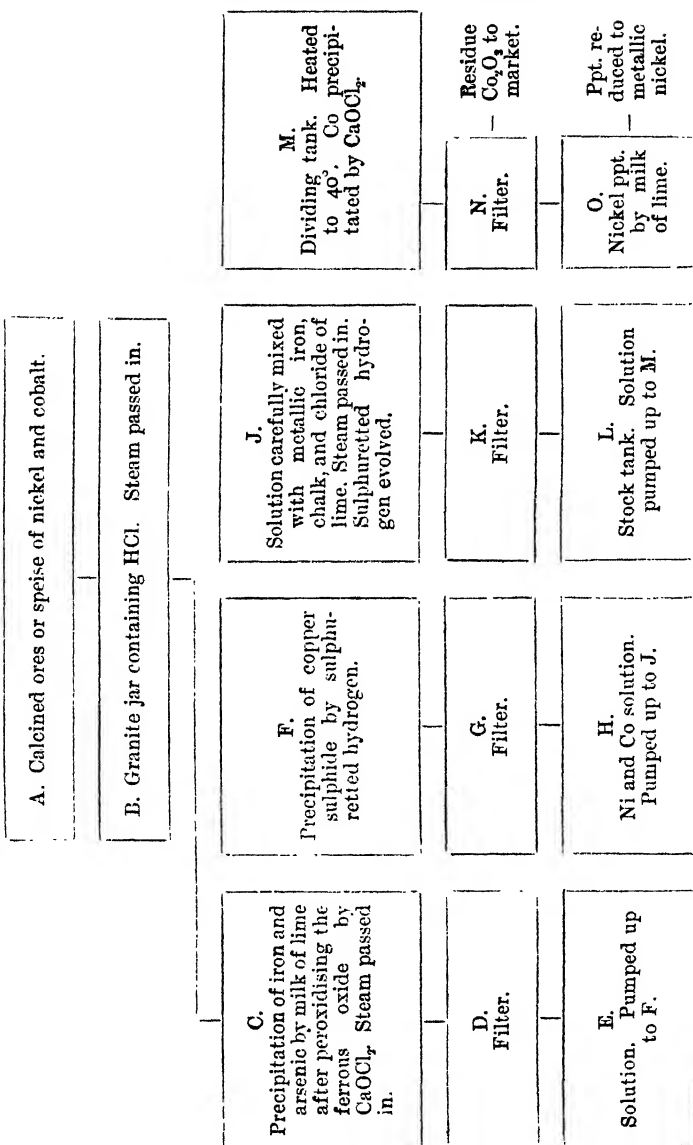 A. Calcined ores or speise of nickel and cobalt.
B. Granite jar containing HCl. Steam passed in.
C.
Precipitation of iron and
arsenic by milk of lime
after peroxidising the
ferrous oxide by
CaOCl₂. Steam passed
in.
D.
Filter.
E.
Solution. Pumped up
to F.
F.
Precipitation of copper
sulphide by sulphu-
retted hydrogen.
G.
Filter.
H.
Ni and Co solution.
Pumped up to J.
J.
Solution carefully mixed
with metallic iron,
chalk, and chloride of
lime. Steam passed in.
Sulphuretted hydro-
gen evolved.
K.
Filter.
L.
Stock tank. Solution
pumped up to M.
M.
Dividing tank. Heated
to 40°. Co precipi-
tated by CaOCl₂.
N.
Filter.
Residue
Co₂O₃ to
market.
O.
Nickel ppt.
by milk
of lime.
Ppt. re-
duced to
metallic
nickel.